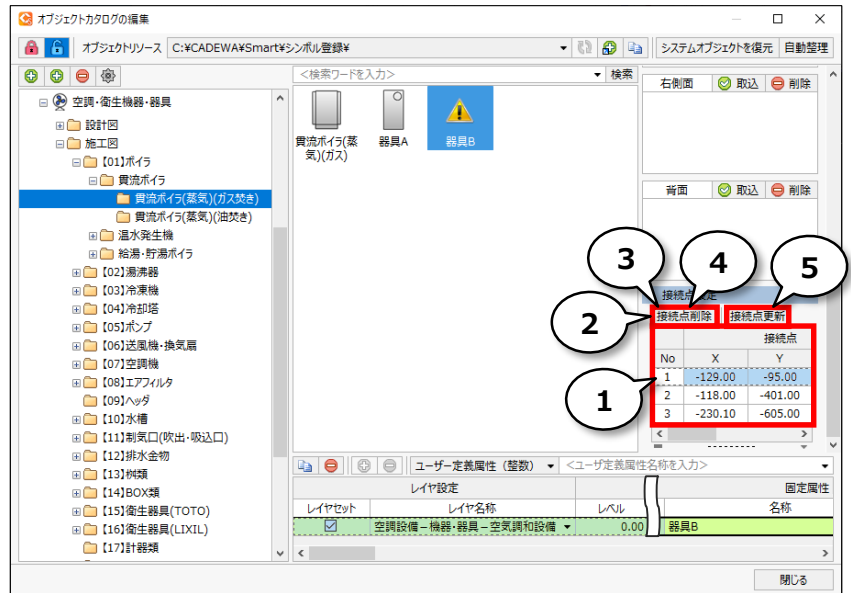 オブジェクトカタログの編集
オブジェクトリソース C:¥CADEWA¥Smart¥シンボル登録¥ システムオブジェクトを復元 自動整理
空調・衛生機器・器具
設計図
施工図
【01】ボイラ
貫流ボイラ
貫流ボイラ(蒸気)(ガス焚き)
貫流ボイラ(蒸気)(油焚き)
温水発生機
給湯・貯湯ボイラ
【02】湯沸器
【03】冷凍機
【04】冷却塔
【05】ポンプ
【06】送風機・換気扇
【07】空調機
【08】エアフィルタ
【09】ヘッダ
【10】水槽
【11】制気口(吹出・吸込口)
【12】排水金物
【13】桝類
【14】BOX類
【15】衛生器具(TOTO)
【16】衛生器具(LIXIL)
【17】計器類
<検索ワードを入力> 検索
貫流ボイラ(蒸
気)(ガス)
器具A
器具B
右側面 取込 削除
背面 取込 削除
3 4 5
2
1
接続点設定
接続点削除 接続点更新
接続点
No X Y
1 -129.00 -95.00
2 -118.00 -401.00
3 -230.10 -605.00
ユーザー定義属性（整数） <ユーザ定義属性名称を入力>
レイヤ設定 固定属性
レイヤセット レイヤ名称 レベル 名称
空調設備－機器・器具－空気調和設備 0.00 器具B
閉じる